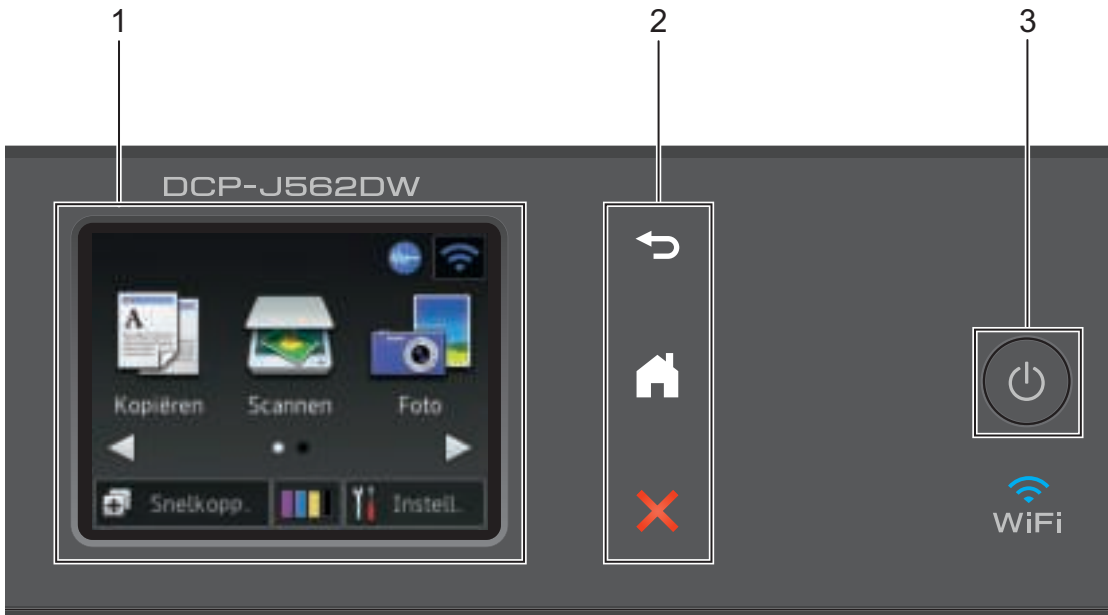 1 2 3
DCP-J562DW
Kopiëren Scannen Foto
Snelkopp. Instell.
WiFi